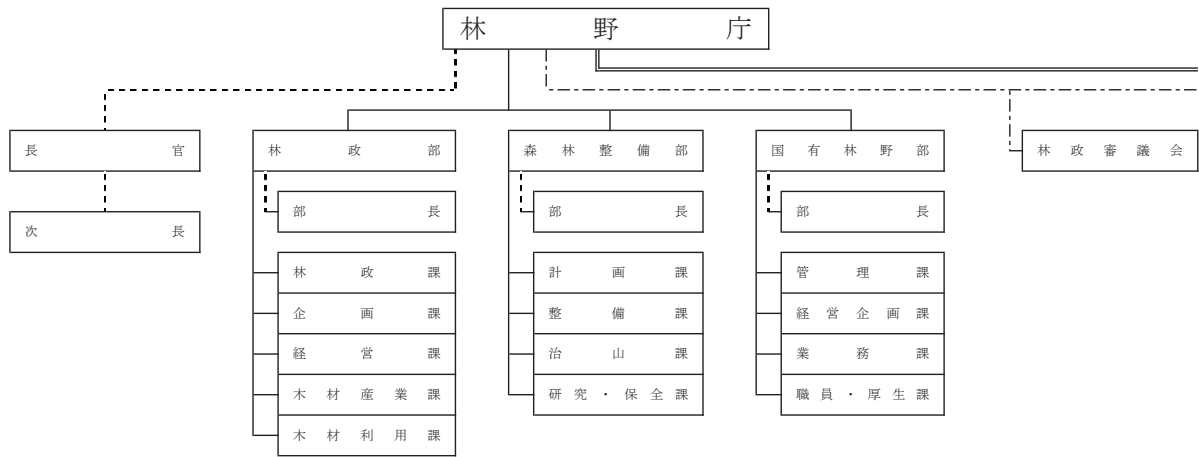 林野庁
長官
次長
林政部
部長
林政課
企画課
経営課
木材産業課
木材利用課
森林整備部
部長
計画課
整備課
治山課
研究・保全課
国有林野部
部長
管理課
経営企画課
業務課
職員・厚生課
林政審議会